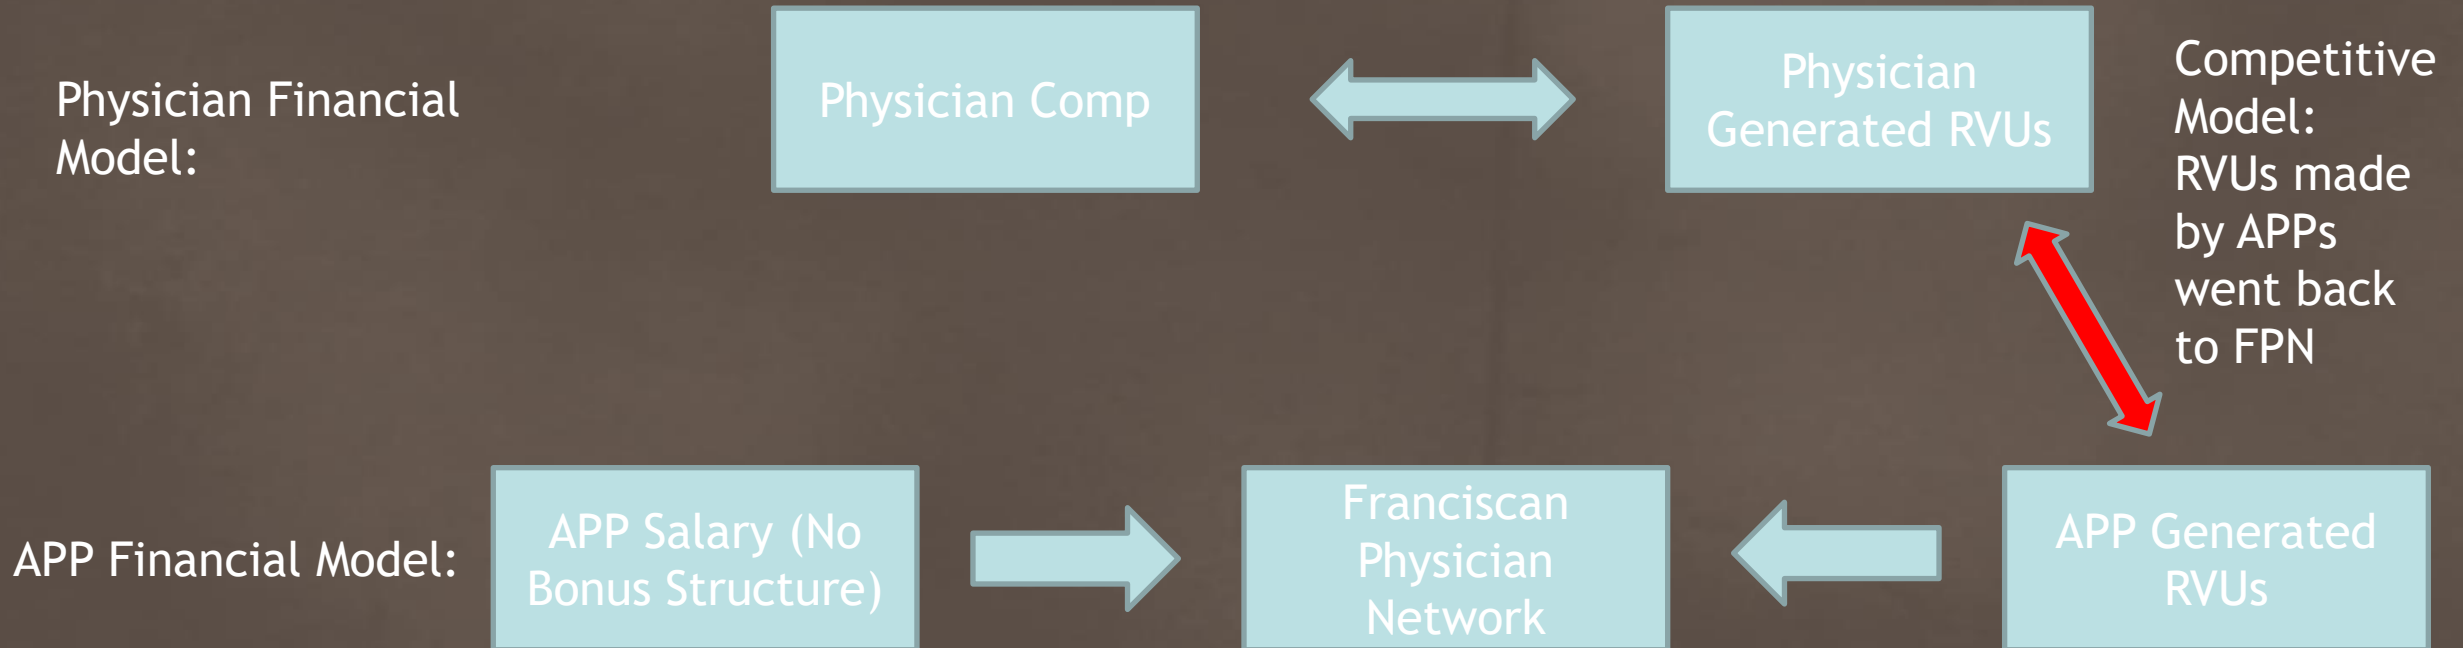 Physician Financial
Model:
Physician Comp
Physician
Generated RVUs
Competitive
Model:
RVUs made
by APPs
went back
to FPN
APP Financial Model:
APP Salary (No
Bonus Structure)
Franciscan
Physician
Network
APP Generated
RVUs